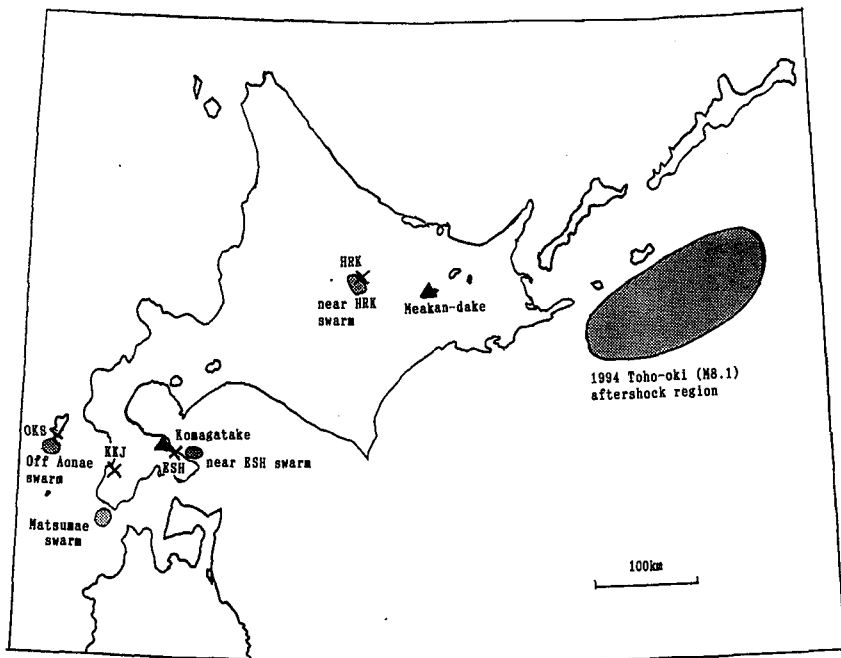 HRK
near HRK
swarm
Meakan-dake
1994 Toho-oki (M8.1)
aftershock region
OKS
Off Aonae
swarm
KKJ
Komagatake
ESH
near ESH swarm
Matsumae
swarm
100km